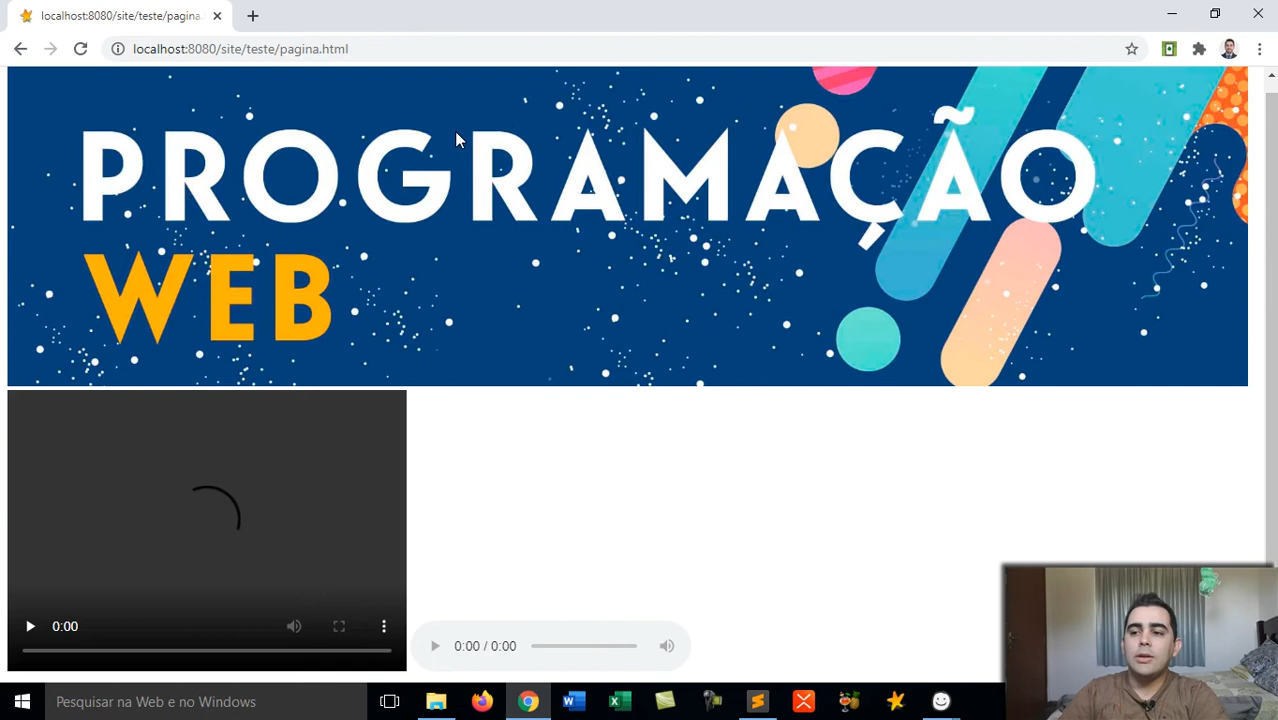 localhost:8080/site/teste/pagina.
localhost:8080/site/teste/pagina.html
PROGRAMAÇÃO
WEB
0:00
0:00 / 0:00
Pesquisar na Web e no Windows